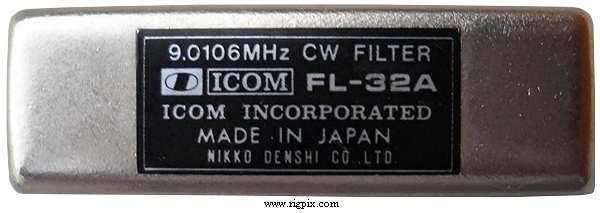 9.0106MHz CW FILTER
ICOM FL-32A
ICOM INCORPORATED
MADE IN JAPAN
NIKKO DENSHI CO.,LTD.
www.rigpix.com